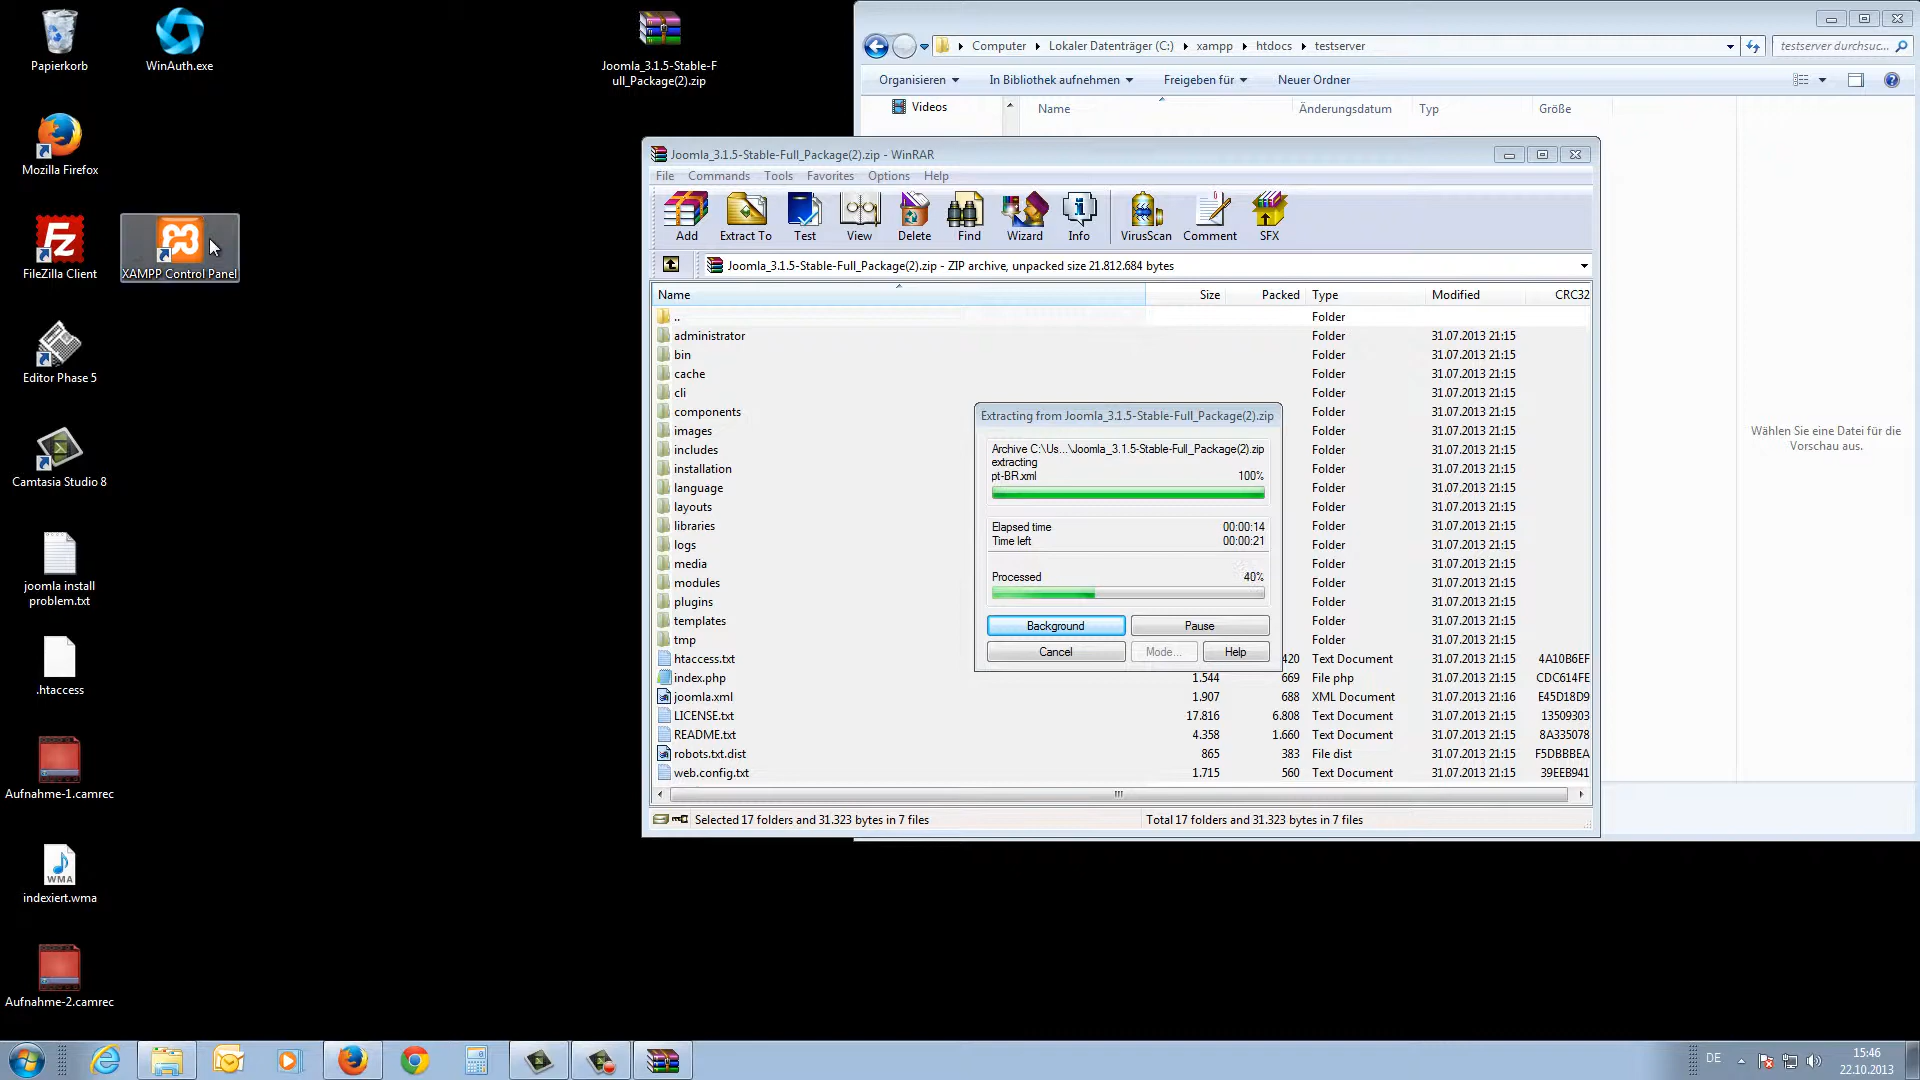 Papierkorb
WinAuth.exe
Joomla_3.1.5-Stable-F
ull_Package(2).zip
Mozilla Firefox
FileZilla Client
XAMPP Control Panel
Editor Phase 5
Camtasia Studio 8
joomla install
problem.txt
.htaccess
Aufnahme-1.camrec
WMA
indexiert.wma
Aufnahme-2.camrec
Computer Lokaler Datenträger (C:) xampp htdocs testserver
testserver durchsuc...
Organisieren In Bibliothek aufnehmen Freigeben für Neuer Ordner
Videos
Name Änderungsdatum Typ Größe
Wählen Sie eine Datei für die
Vorschau aus.
Joomla_3.1.5-Stable-Full_Package(2).zip - WinRAR
File Commands Tools Favorites Options Help
Add Extract To Test View Delete Find Wizard Info VirusScan Comment SFX
Joomla_3.1.5-Stable-Full_Package(2).zip - ZIP archive, unpacked size 21.812.684 bytes
Name Size Packed Type Modified CRC32
.. Folder
administrator Folder 31.07.2013 21:15
bin Folder 31.07.2013 21:15
cache Folder 31.07.2013 21:15
cli Folder 31.07.2013 21:15
components Folder 31.07.2013 21:15
images Folder 31.07.2013 21:15
includes Folder 31.07.2013 21:15
installation Folder 31.07.2013 21:15
language Folder 31.07.2013 21:15
layouts Folder 31.07.2013 21:15
libraries Folder 31.07.2013 21:15
logs Folder 31.07.2013 21:15
media Folder 31.07.2013 21:15
modules Folder 31.07.2013 21:15
plugins Folder 31.07.2013 21:15
templates Folder 31.07.2013 21:15
tmp Folder 31.07.2013 21:15
htaccess.txt 420 Text Document 31.07.2013 21:15 4A10B6EF
index.php 1.544 669 File php 31.07.2013 21:15 CDC614FE
joomla.xml 1.907 688 XML Document 31.07.2013 21:16 E45D18D9
LICENSE.txt 17.816 6.808 Text Document 31.07.2013 21:15 13509303
README.txt 4.358 1.660 Text Document 31.07.2013 21:15 8A335078
robots.txt.dist 865 383 File dist 31.07.2013 21:15 F5DBBBEA
web.config.txt 1.715 560 Text Document 31.07.2013 21:15 39EEB941
Selected 17 folders and 31.323 bytes in 7 files
Total 17 folders and 31.323 bytes in 7 files
Extracting from Joomla_3.1.5-Stable-Full_Package(2).zip
Archive C:\Us...\Joomla_3.1.5-Stable-Full_Package(2).zip
extracting
pt-BR.xml 100%
Elapsed time 00:00:14
Time left 00:00:21
Processed 40%
Background Pause
Cancel Mode... Help
DE
15:46
22.10.2013